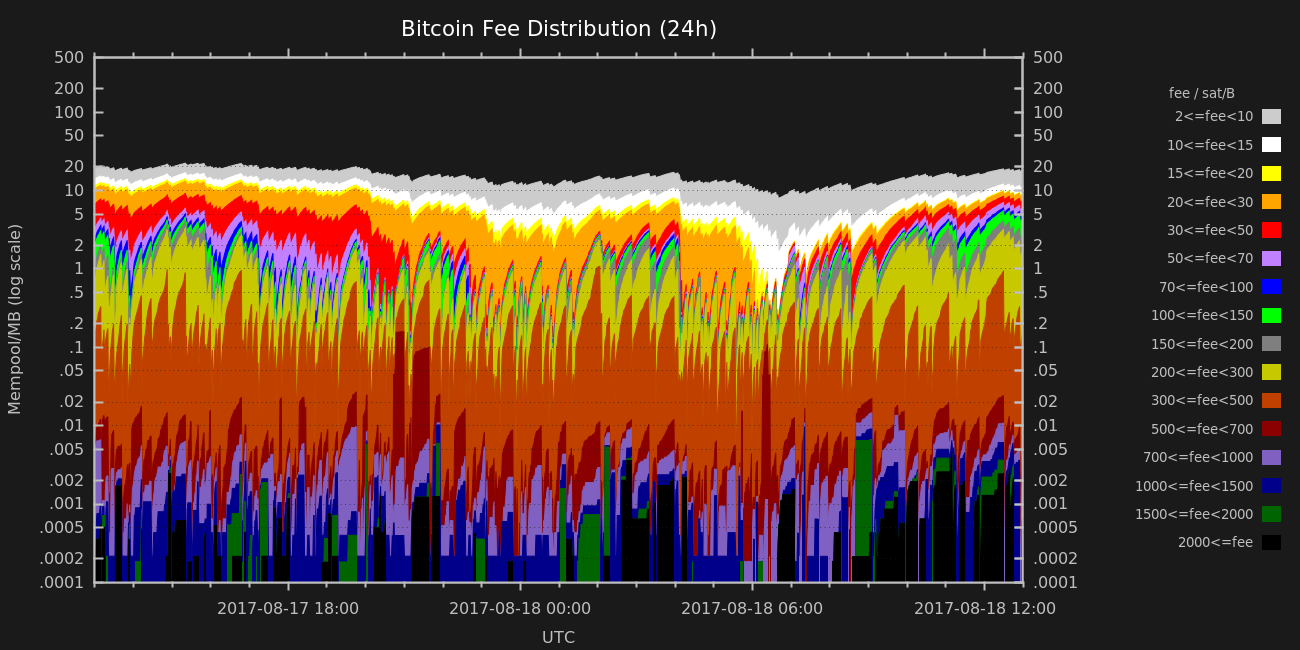 Bitcoin Fee Distribution (24h)
500 500
200 200
100 100
50 50
20 20
10 10
5 5
2 2
1 1
.5 .5
.2 .2
.1 .1
.05 .05
.02 .02
.01 .01
.005 .005
.002 .002
.001 .001
.0005 .0005
.0002 .0002
.0001 .0001
Mempool/MB (log scale)
2017-08-17 18:00 2017-08-18 00:00 2017-08-18 06:00 2017-08-18 12:00
UTC
fee / sat/B
2<=fee<10
10<=fee<15
15<=fee<20
20<=fee<30
30<=fee<50
50<=fee<70
70<=fee<100
100<=fee<150
150<=fee<200
200<=fee<300
300<=fee<500
500<=fee<700
700<=fee<1000
1000<=fee<1500
1500<=fee<2000
2000<=fee